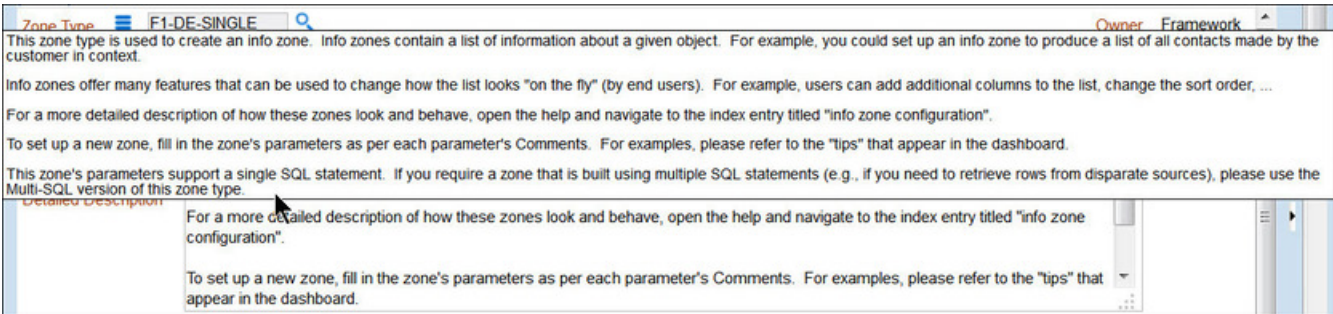 Zone Type F1-DE-SINGLE Owner Framework
This zone type is used to create an info zone.  Info zones contain a list of information about a given object.  For example, you could set up an info zone to produce a list of all contacts made by the
customer in context.
Info zones offer many features that can be used to change how the list looks "on the fly" (by end users).  For example, users can add additional columns to the list, change the sort order, ...
For a more detailed description of how these zones look and behave, open the help and navigate to the index entry titled "info zone configuration".
To set up a new zone, fill in the zone's parameters as per each parameter's Comments.  For examples, please refer to the "tips" that appear in the dashboard.
This zone's parameters support a single SQL statement.  If you require a zone that is built using multiple SQL statements (e.g., if you need to retrieve rows from disparate sources), please use the
Multi-SQL version of this zone type.
Detailed Description
For a more detailed description of how these zones look and behave, open the help and navigate to the index entry titled "info zone
configuration".
To set up a new zone, fill in the zone's parameters as per each parameter's Comments.  For examples, please refer to the "tips" that
appear in the dashboard.